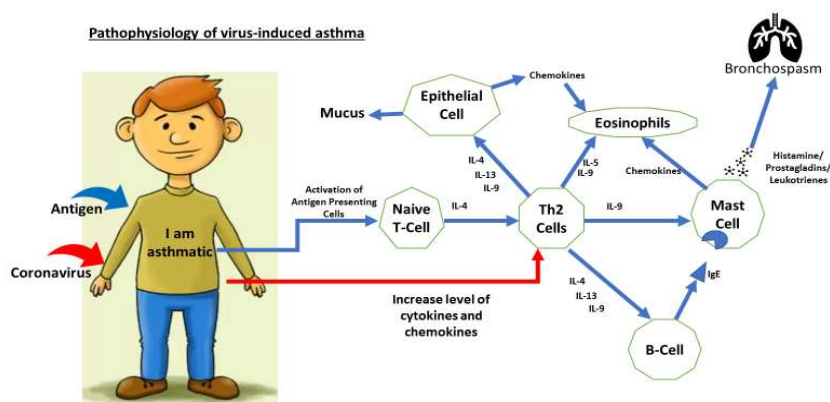 Pathophysiology of virus-induced asthma
Bronchospasm
Chemokines
Epithelial
Cell
Mucus
Eosinophils
Histamine/
Prostagladins/
Leukotrienes
IL-4
IL-13
IL-9
IL-5
IL-9
Chemokines
Antigen
Activation of
Antigen Presenting
Cells
Naive
T-Cell
IL-4
Th2
Cells
IL-9
Mast
Cell
I am
asthmatic
Coronavirus
Increase level of
cytokines and
chemokines
IL-4
IL-13
IL-9
IgE
B-Cell